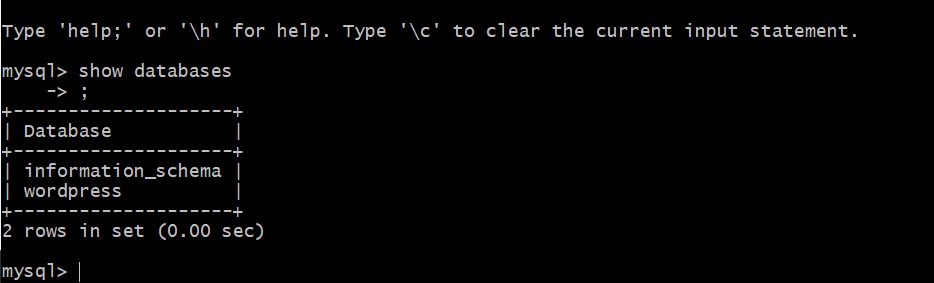 Type 'help;' or '\h' for help. Type '\c' to clear the current input statement.
mysql> show databases
    -> ;
+--------------------+
| Database           |
+--------------------+
| information_schema |
| wordpress          |
+--------------------+
2 rows in set (0.00 sec)
mysql>